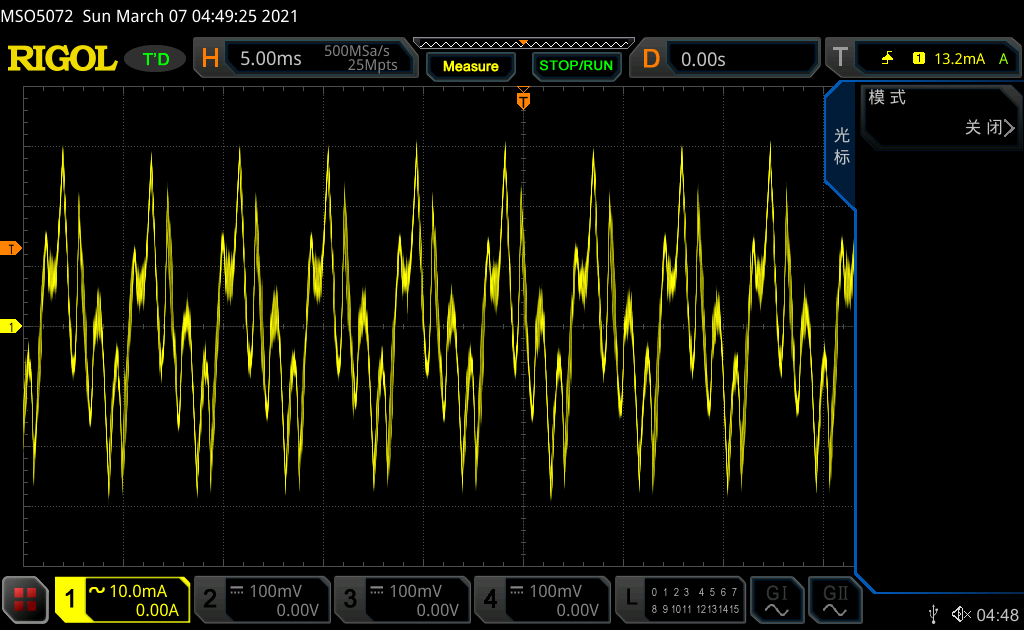 MSO5072 Sun March 07 04:49:25 2021
RIGOL T'D H 5.00ms 500MSa/s 25Mpts Measure STOP/RUN D 0.00s T 1 13.2mA A
T
模式
关闭
光标
T
1
1 10.0mA 0.00A
2 100mV 0.00V
3 100mV 0.00V
4 100mV 0.00V
L 0 1 2 3 4 5 6 7
8 9 10 11 12 13 14 15
GI
GII
04:48